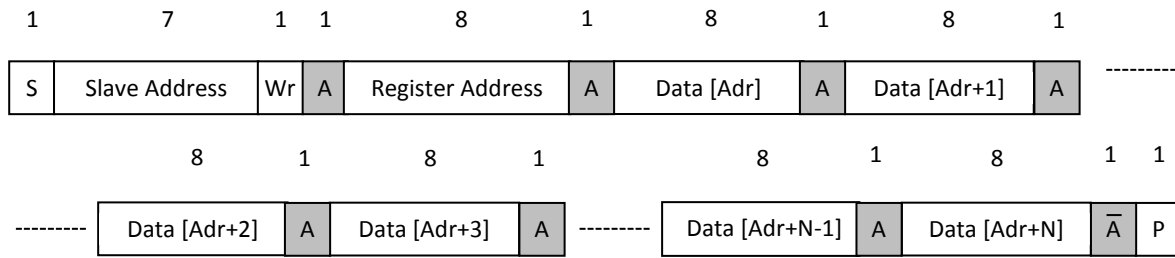 1 7 1 1 8 1 8 1 8 1
S Slave Address Wr A Register Address A Data [Adr] A Data [Adr+1] A
8 1 8 1 8 1 8 1 1
Data [Adr+2] A Data [Adr+3] A Data [Adr+N-1] A Data [Adr+N] A̅ P